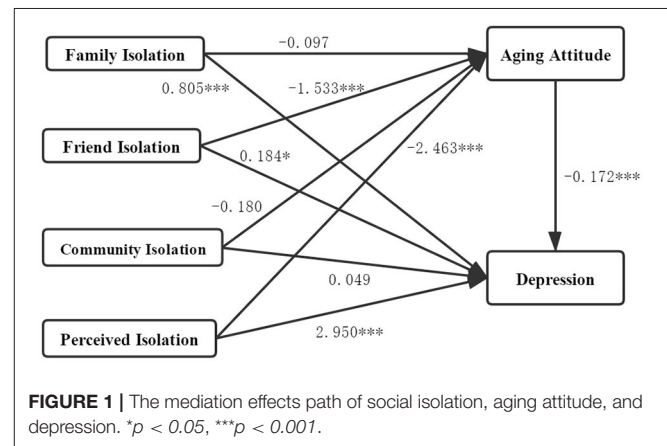 Family Isolation
-0.097
Aging Attitude
0.805***
-1.533***
Friend Isolation
0.184*
-2.463***
-0.172***
-0.180
Community Isolation
0.049
Depression
Perceived Isolation
2.950***
FIGURE 1 | The mediation effects path of social isolation, aging attitude, and
depression. *p < 0.05, ***p < 0.001.